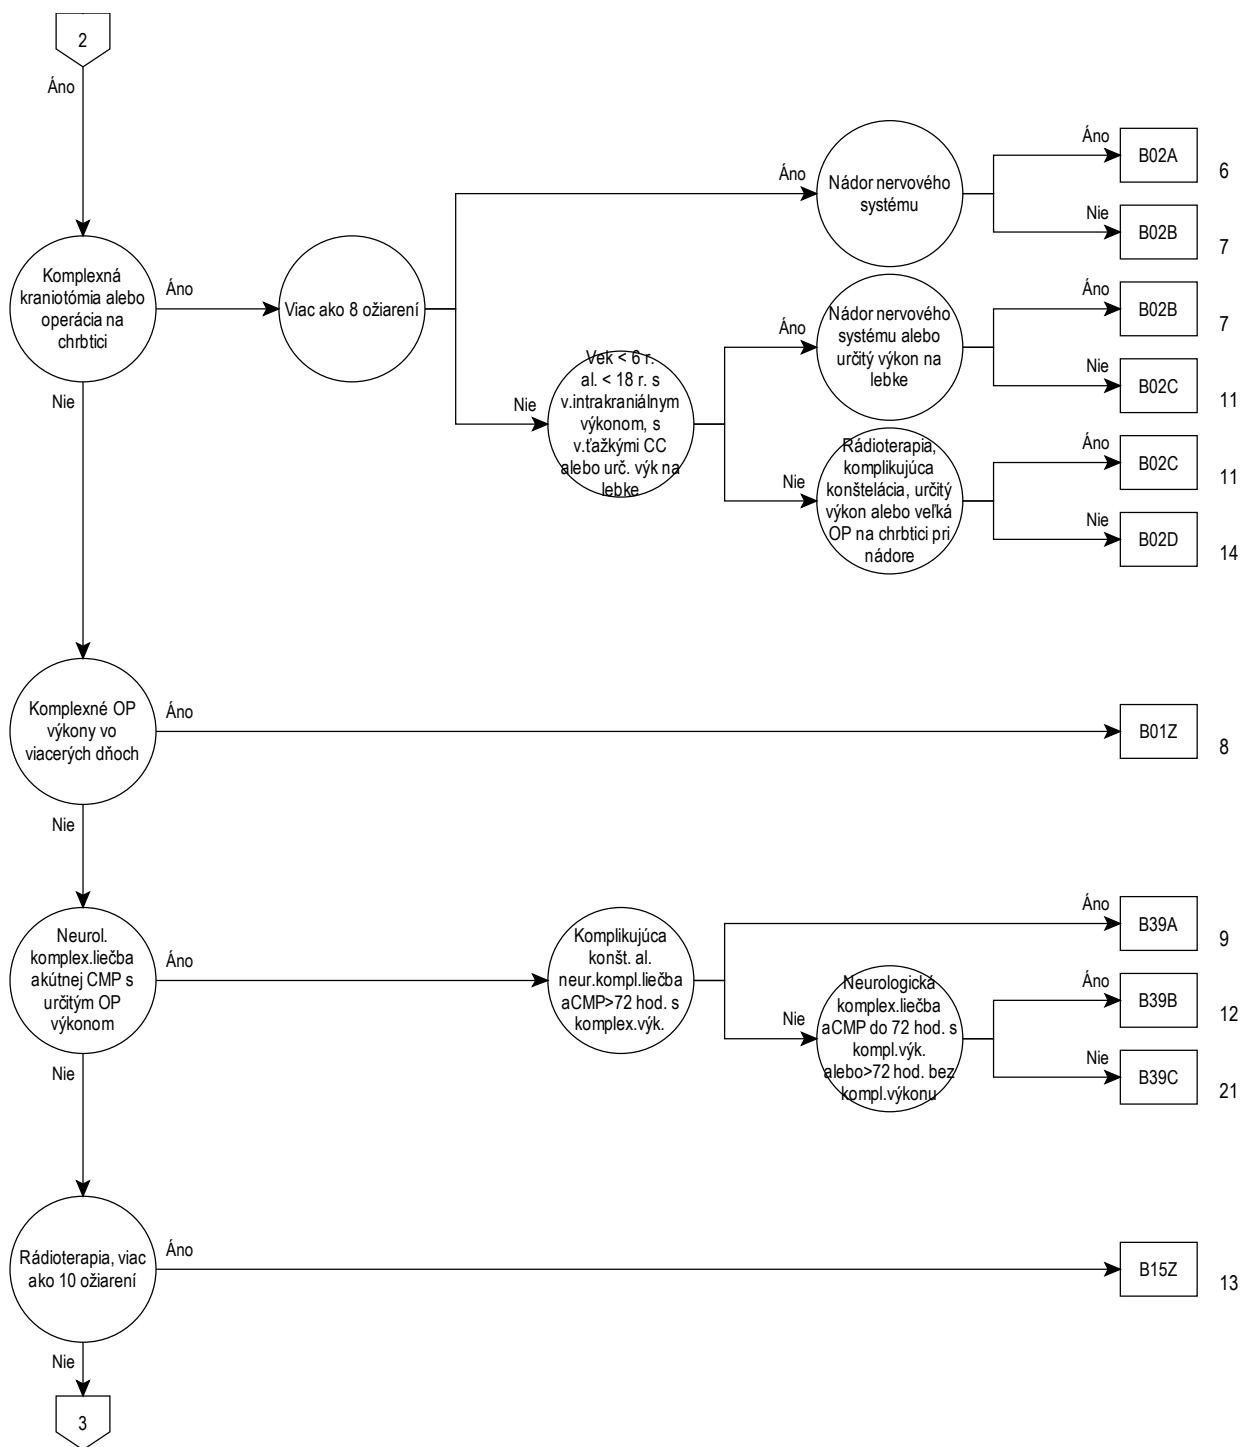 2
Áno
Komplexná
kraniotómia alebo
operácia na
chrbtici
Áno
Nie
Viac ako 8 ožiarení
Áno
Nádor nervového
systému
Áno
B02A
6
Nie
B02B
7
Nie
Vek < 6 r.
al. < 18 r. s
v.intrakraniálnym
výkonom, s
v.ťažkými CC
alebo urč. výk na
lebke
Áno
Nádor nervového
systému alebo
určitý výkon na
lebke
Áno
B02B
7
Nie
B02C
11
Nie
Rádioterapia,
komplikujúca
konštelácia, určitý
výkon alebo veľká
OP na chrbtici pri
nádore
Áno
B02C
11
Nie
B02D
14
Komplexné OP
výkony vo
viacerých dňoch
Áno
B01Z
8
Nie
Neurol.
komplex.liečba
akútnej CMP s
určitým OP
výkonom
Áno
Komplikujúca
konšt. al.
neur.kompl.liečba
aCMP>72 hod. s
komplex.výk.
Áno
B39A
9
Nie
Neurologická
komplex.liečba
aCMP do 72 hod. s
kompl.výk.
alebo>72 hod. bez
kompl.výkonu
Áno
B39B
12
Nie
B39C
21
Nie
Rádioterapia, viac
ako 10 ožiarení
Áno
B15Z
13
Nie
3